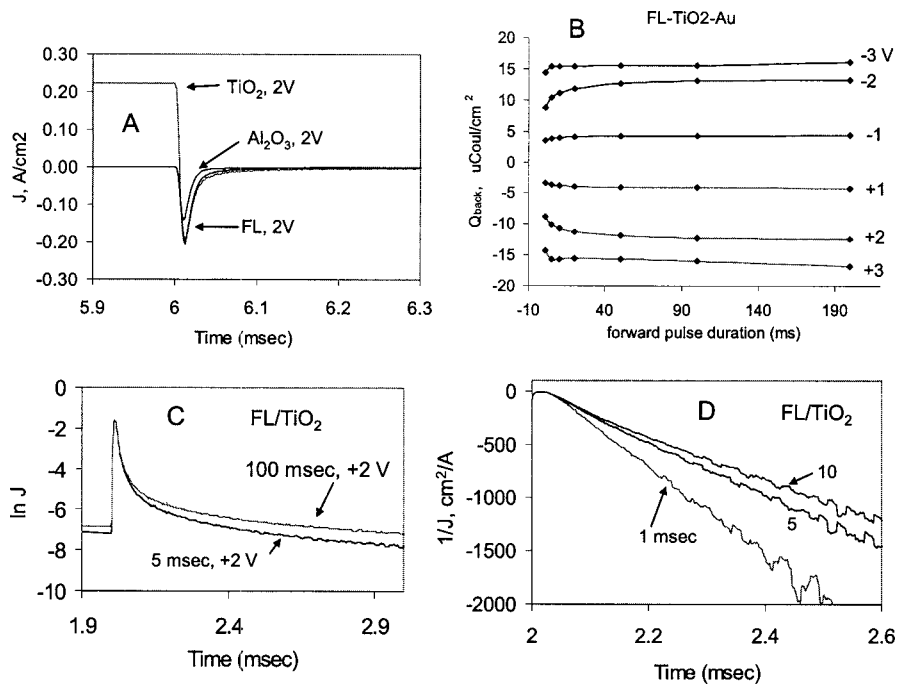 A
TiO2, 2V
Al2O3, 2V
FL, 2V
J, A/cm2
0.30
0.20
0.10
0.00
-0.10
-0.20
-0.30
5.9
6
6.1
6.2
6.3
Time (msec)
FL-TiO2-Au
B
Qback, uCoul/cm2
20
15
10
5
0
-5
-10
-15
-20
-3 V
-2
-1
+1
+2
+3
-10
40
90
140
190
forward pulse duration (ms)
C
FL/TiO2
100 msec, +2 V
5 msec, +2 V
ln J
0
-2
-4
-6
-8
-10
1.9
2.4
2.9
Time (msec)
D
FL/TiO2
10
5
1 msec
1/J, cm2/A
0
-500
-1000
-1500
-2000
2
2.2
2.4
2.6
Time (msec)